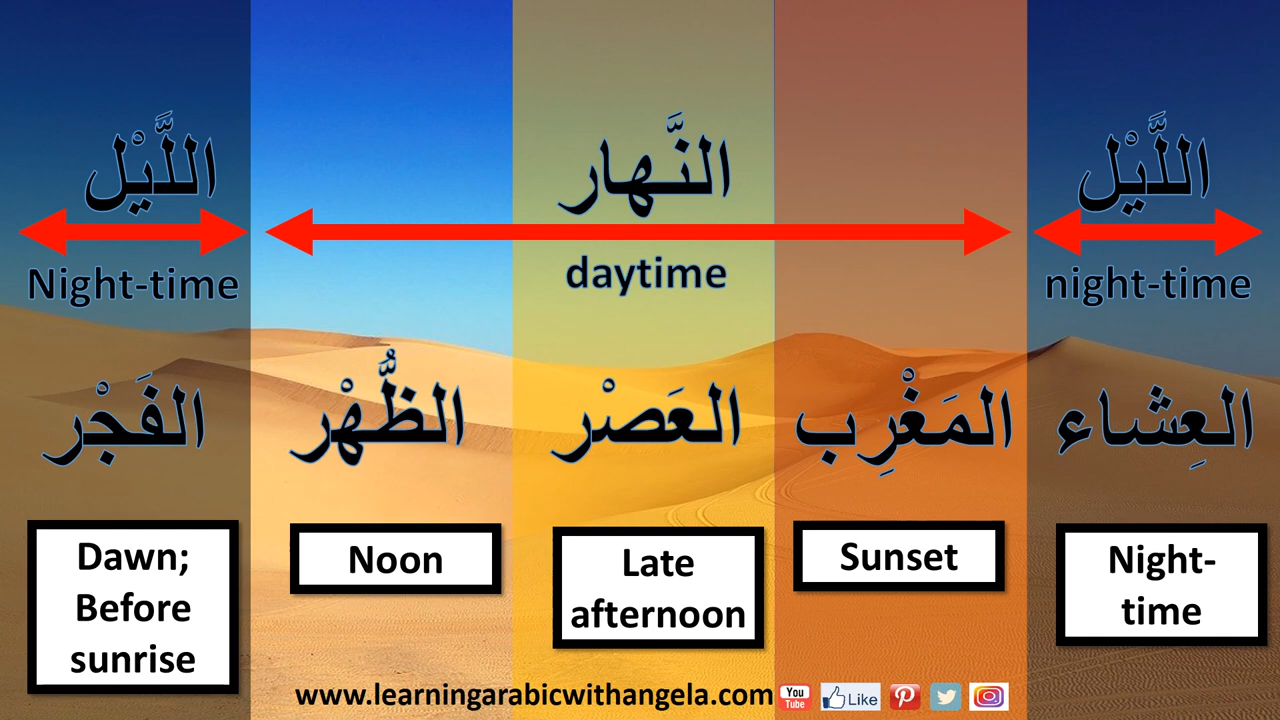 اللَّيْل
النَّهار
اللَّيْل
Night-time
daytime
night-time
الفَجْر
الظُّهْر
العَصْر
المَغْرِب
العِشاء
Dawn;
Before
sunrise
Noon
Late
afternoon
Sunset
Night-
time
www.learningarabicwithangela.com
You
Tube
Like